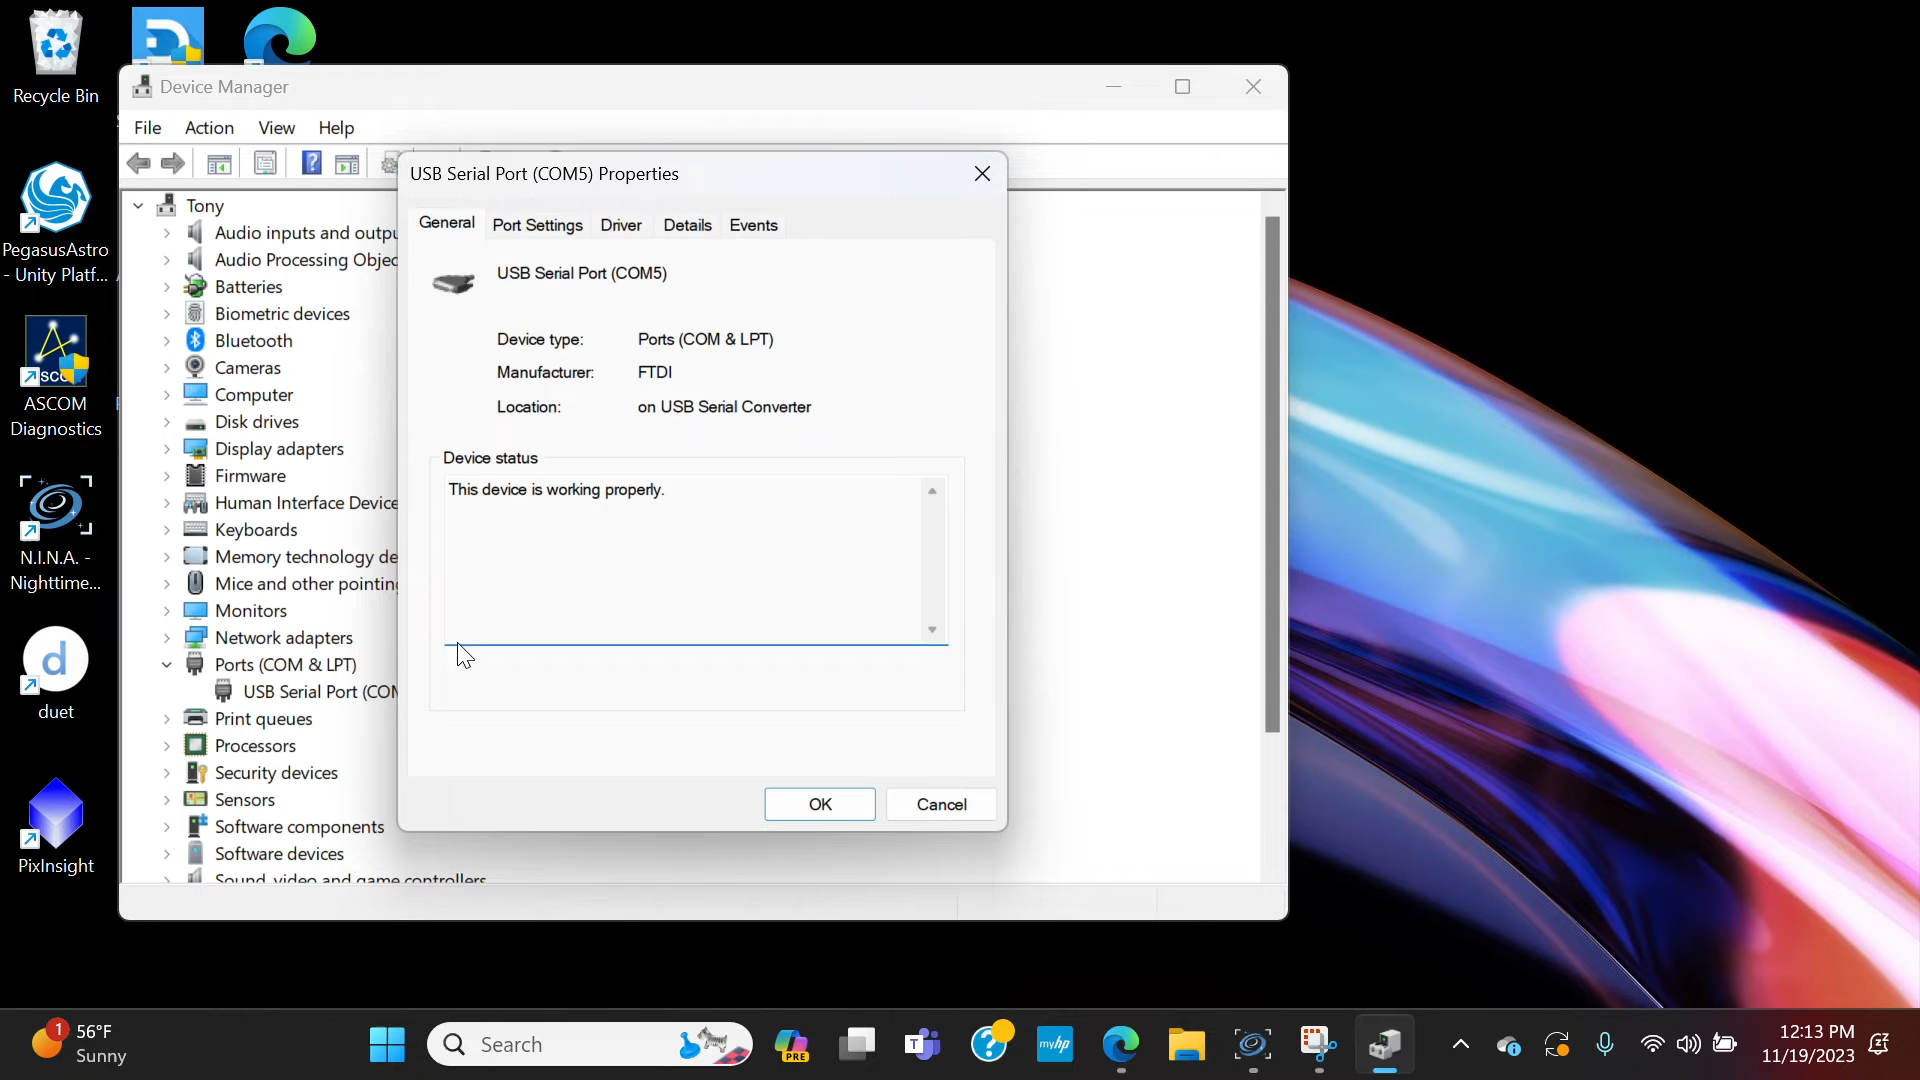 Recycle Bin
PegasusAstro
- Unity Platf...
ASCOM
Diagnostics
N.I.N.A. -
Nighttime...
d
duet
PixInsight
Device Manager
File Action View Help
Tony
Audio inputs and outpu
Audio Processing Objec
Batteries
Biometric devices
Bluetooth
Cameras
Computer
Disk drives
Display adapters
Firmware
Human Interface Device
Keyboards
Memory technology de
Mice and other pointing
Monitors
Network adapters
Ports (COM & LPT)
USB Serial Port (COM
Print queues
Processors
Security devices
Sensors
Software components
Software devices
Sound, video and game controllers
USB Serial Port (COM5) Properties
General Port Settings Driver Details Events
USB Serial Port (COM5)
Device type: Ports (COM & LPT)
Manufacturer: FTDI
Location: on USB Serial Converter
Device status
This device is working properly.
OK Cancel
1
56°F
Sunny
Search
PRE
T
?
myhp
12:13 PM
11/19/2023